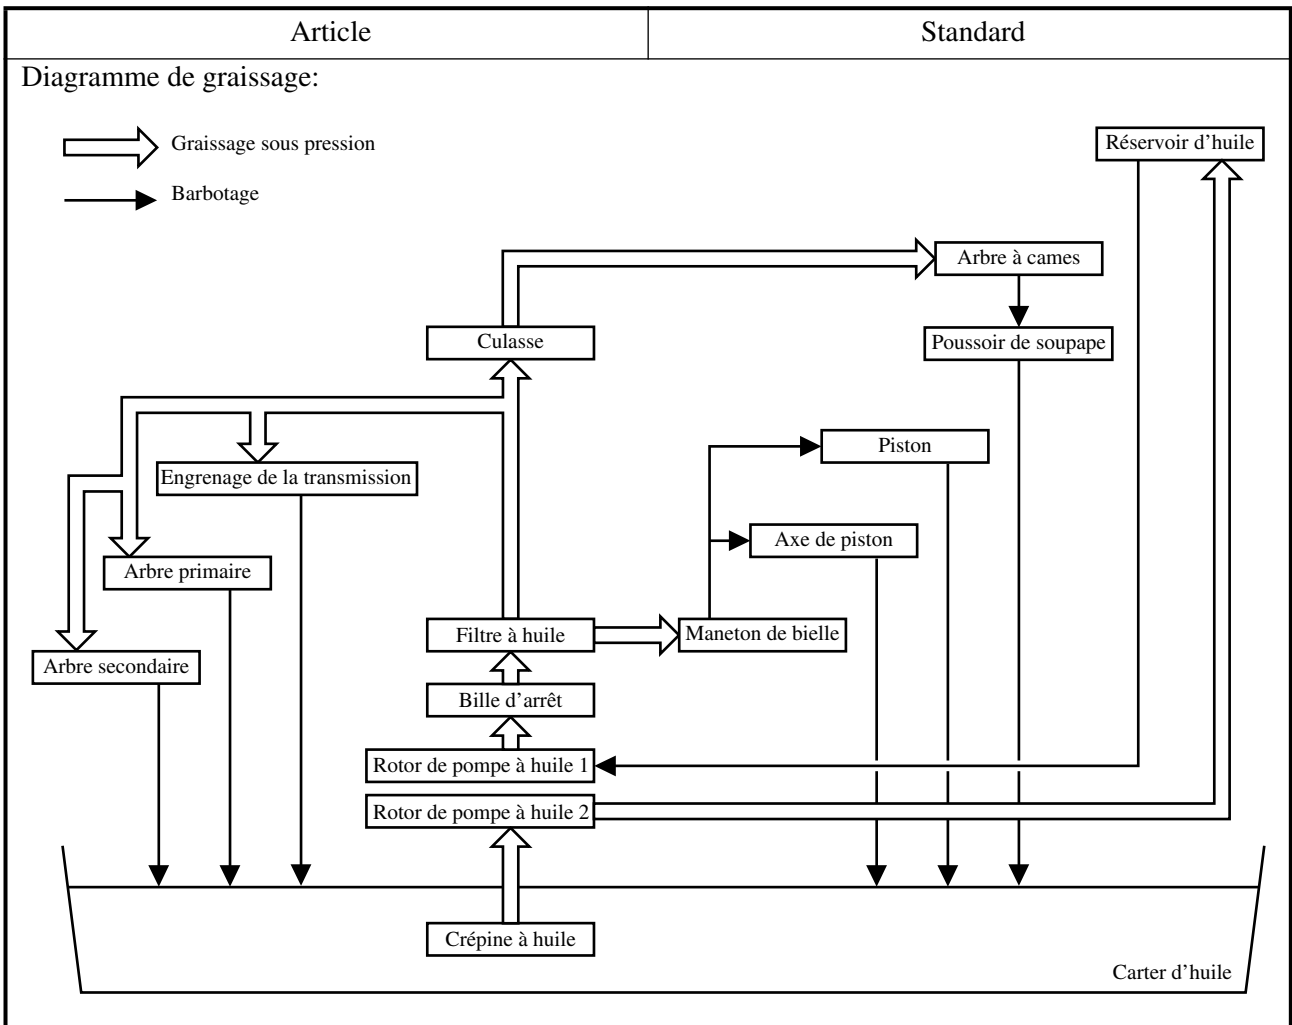 Article
Standard
Diagramme de graissage:
Graissage sous pression
Réservoir d’huile
Barbotage
Arbre à cames
Culasse
Poussoir de soupape
Piston
Engrenage de la transmission
Axe de piston
Arbre primaire
Filtre à huile
Maneton de bielle
Arbre secondaire
Bille d’arrêt
Rotor de pompe à huile 1
Rotor de pompe à huile 2
Crépine à huile
Carter d’huile